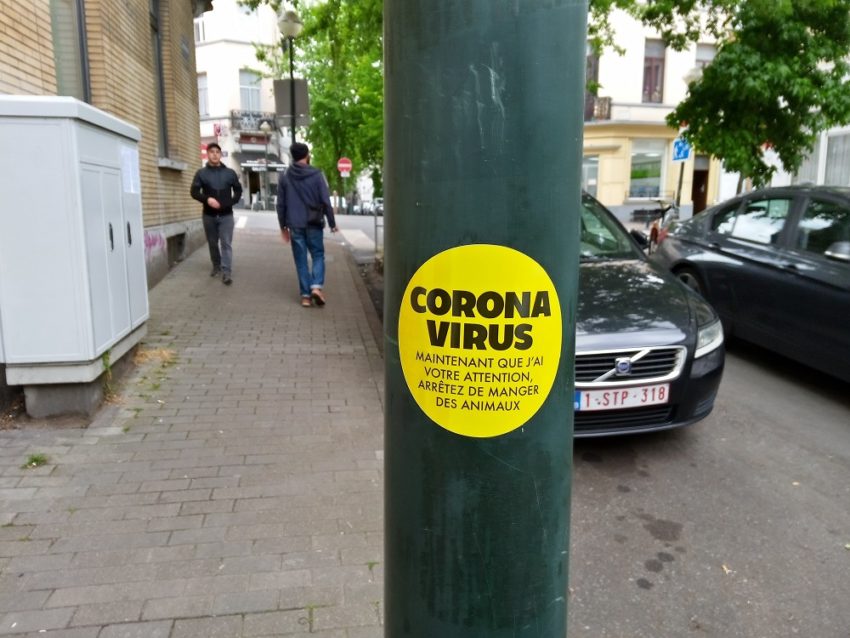 CORONA
VIRUS
MAINTENANT QUE J'AI
VOTRE ATTENTION,
ARRÊTEZ DE MANGER
DES ANIMAUX
1-STP-318